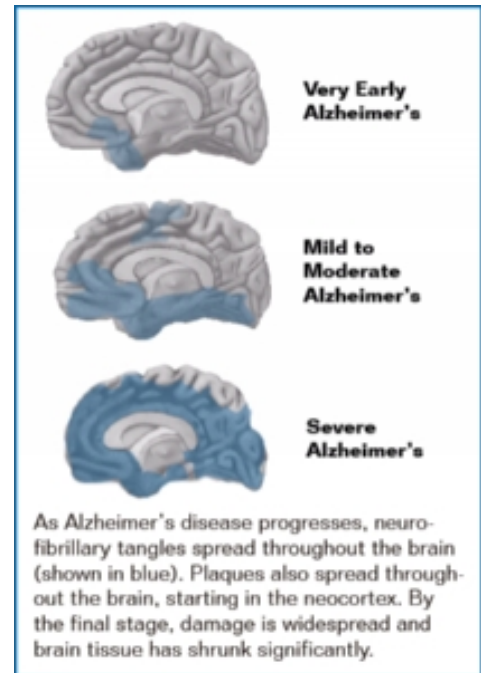 Very Early
Alzheimer's
Mild to
Moderate
Alzheimer's
Severe
Alzheimer's
As Alzheimer's disease progresses, neuro-
fibrillary tangles spread throughout the brain
(shown in blue). Plaques also spread through-
out the brain, starting in the neocortex. By
the final stage, damage is widespread and
brain tissue has shrunk significantly.